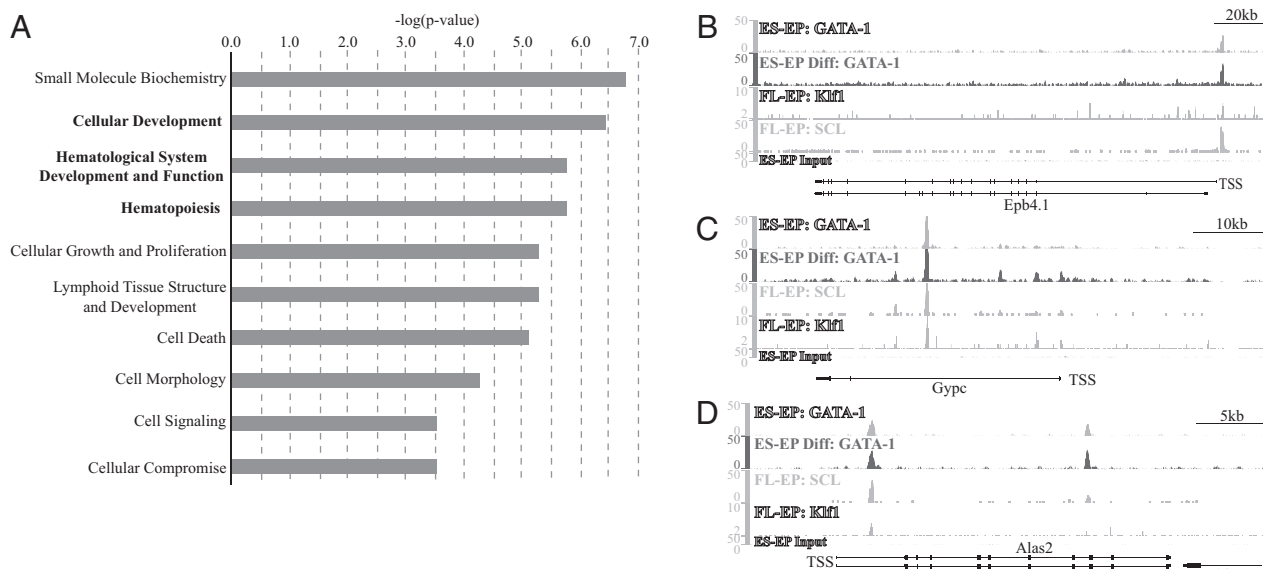 A
-log(p-value)
0.0 1.0 2.0 3.0 4.0 5.0 6.0 7.0
Small Molecule Biochemistry
Cellular Development
Hematological System
Development and Function
Hematopoiesis
Cellular Growth and Proliferation
Lymphoid Tissue Structure
and Development
Cell Death
Cell Morphology
Cell Signaling
Cellular Compromise
B
20kb
50
ES-EP: GATA-1
0
50
ES-EP Diff: GATA-1
0
10
FL-EP: Klf1
2
50
FL-EP: SCL
0
50
ES-EP Input
0
TSS
Epb4.1
C
10kb
50
ES-EP: GATA-1
0
50
ES-EP Diff: GATA-1
0
50
FL-EP: SCL
0
10
FL-EP: Klf1
2
50
ES-EP Input
0
Gypc
TSS
D
5kb
50
ES-EP: GATA-1
0
50
ES-EP Diff: GATA-1
0
50
FL-EP: SCL
0
10
FL-EP: Klf1
2
50
ES-EP Input
0
Alas2
TSS